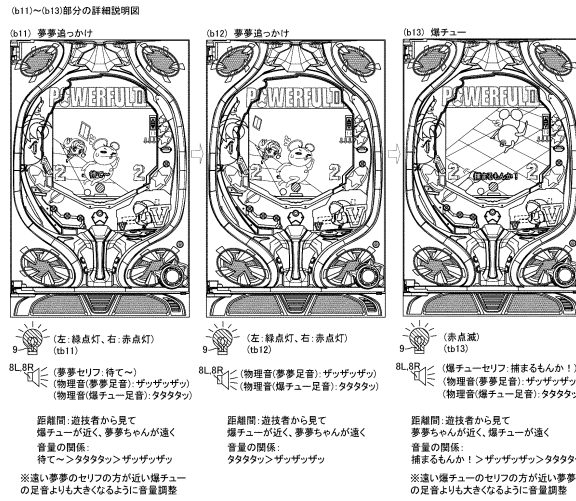 (b11)～(b13)部分の詳細説明図
(b11) 夢夢追っかけ
(b12) 夢夢追っかけ
(b13) 爆チュー
POWERFULⅡ
2 2
待て～
V
POWERFULⅡ
2 2
V
POWERFULⅡ
2 2
捕まるもんか！
V
9
(左:緑点灯、右:赤点灯)
(tb11)
8L,8R
(夢夢セリフ:待て～)
(物理音(夢夢足音):ザッザッザッ)
(物理音(爆チュー足音):タタタタッ)
距離間:遊技者から見て
爆チューが近く、夢夢ちゃんが遠く
音量の関係:
待て～＞タタタタッ＞ザッザッザッ
※遠い夢夢のセリフの方が近い爆チュー
の足音よりも大きくなるように音量調整
9
(左:緑点灯、右:赤点灯)
(tb12)
8L,8R
(物理音(夢夢足音):ザッザッザッ)
(物理音(爆チュー足音):タタタタッ)
距離間:遊技者から見て
爆チューが近く、夢夢ちゃんが遠く
音量の関係:
タタタタッ＞ザッザッザッ
9
(赤点滅)
(tb13)
8L,8R
(爆チューセリフ:捕まるもんか！)
(物理音(夢夢足音):ザッザッザッ
(物理音(爆チュー足音):タタタタ
距離間:遊技者から見て
夢夢ちゃんが近く、爆チューが遠く
音量の関係:
捕まるもんか！＞ザッザッザッ＞タタタタ
※遠い爆チューのセリフの方が近い夢夢
の足音よりも大きくなるように音量調整